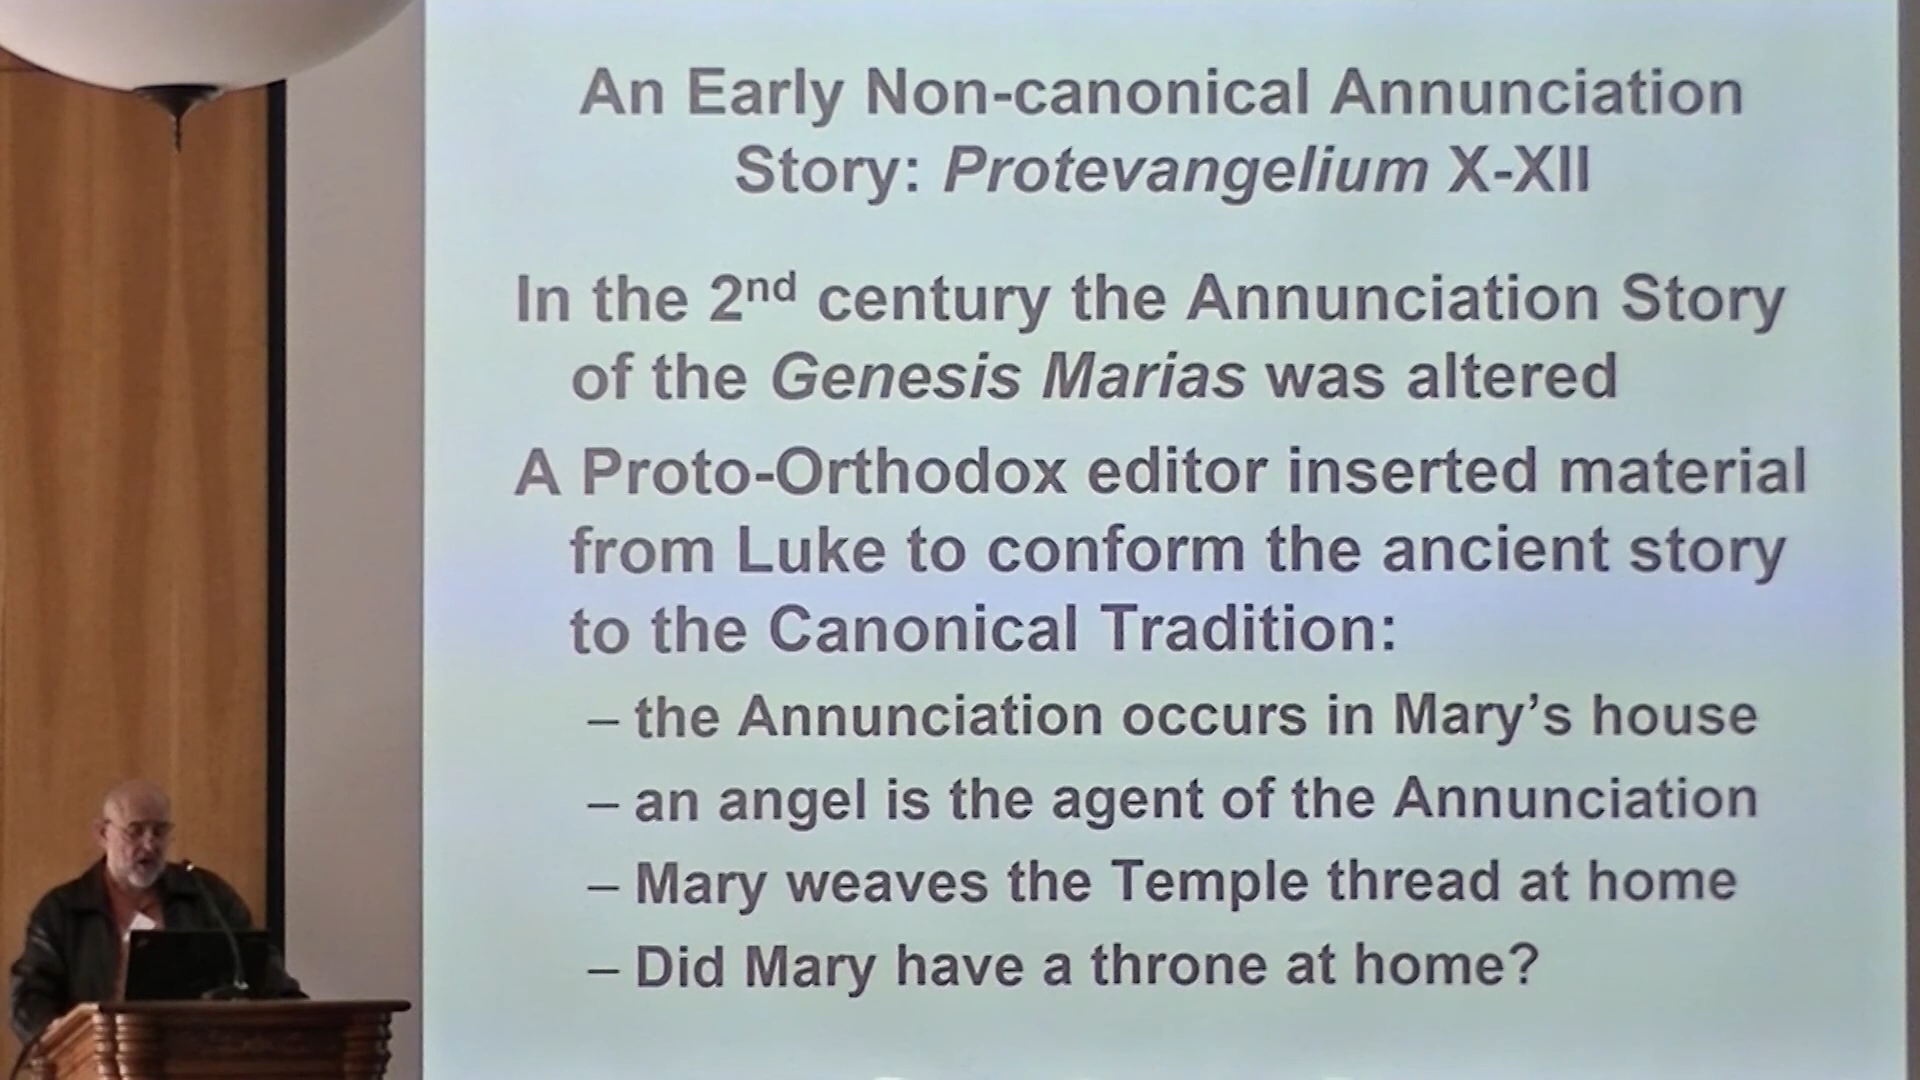 An Early Non-canonical Annunciation
Story: Protevangelium X-XII
In the 2nd century the Annunciation Story
of the Genesis Marias was altered
A Proto-Orthodox editor inserted material
from Luke to conform the ancient story
to the Canonical Tradition:
– the Annunciation occurs in Mary’s house
– an angel is the agent of the Annunciation
– Mary weaves the Temple thread at home
– Did Mary have a throne at home?